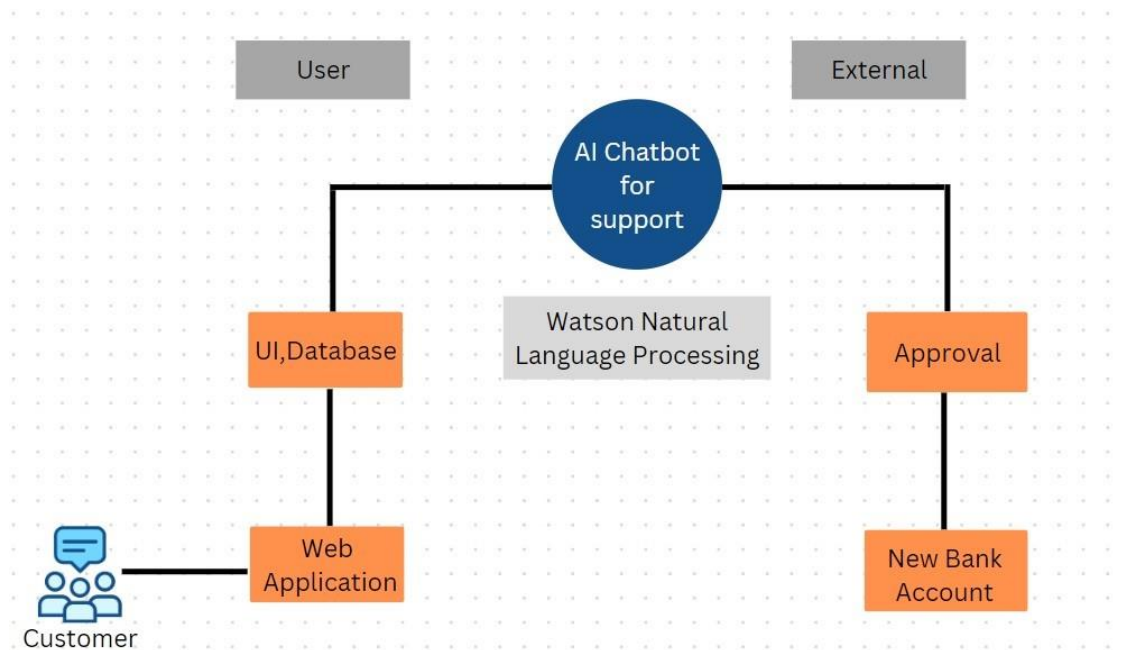 User
External
AI Chatbot
for
support
UI,Database
Watson Natural
Language Processing
Approval
Web
Application
New Bank
Account
Customer